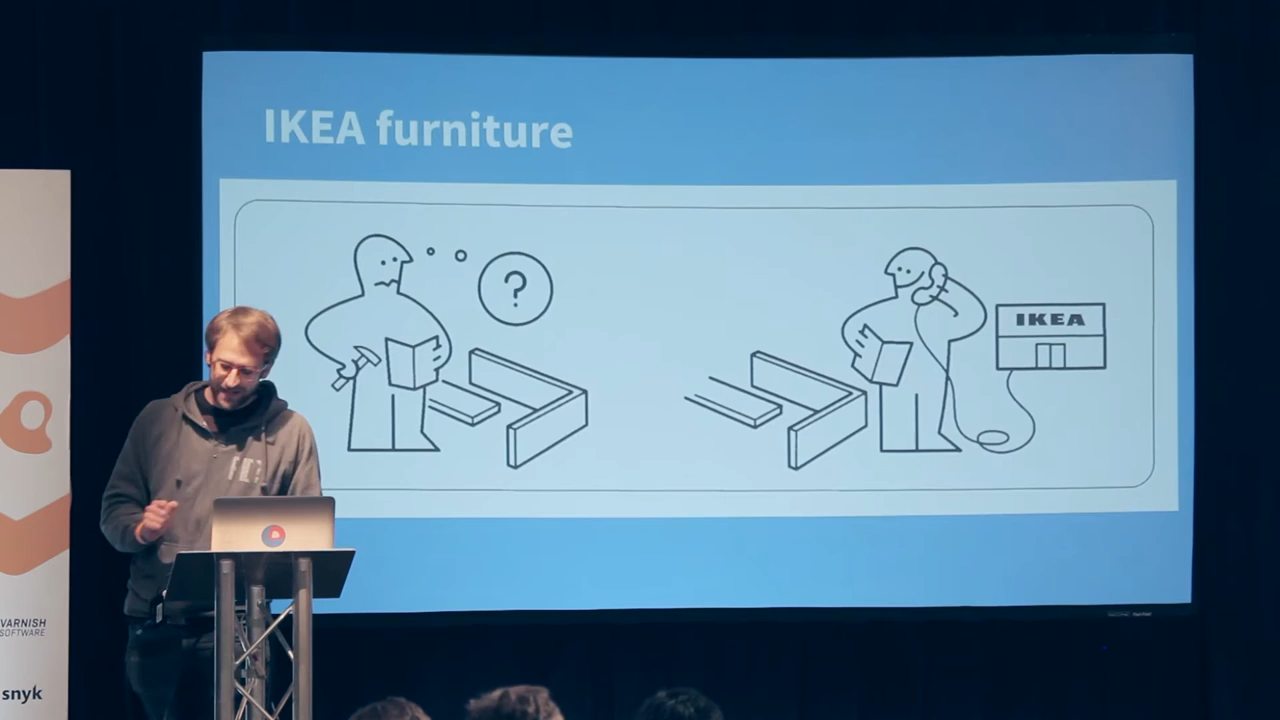 IKEA furniture
?
IKEA
VARNISH
SOFTWARE
snyk